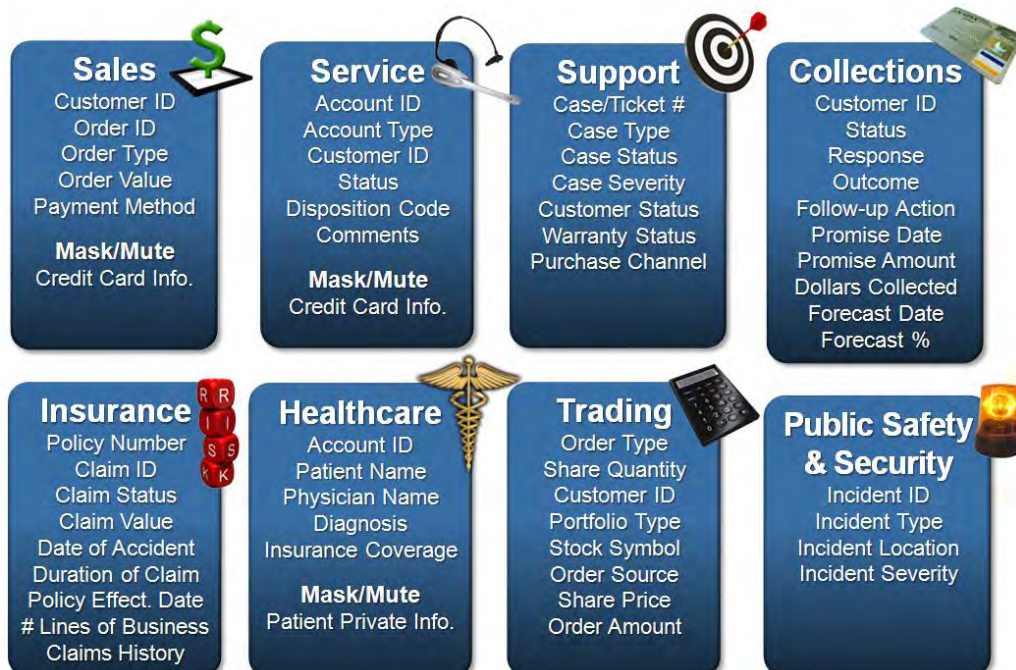 Sales
Customer ID
Order ID
Order Type
Order Value
Payment Method
Mask/Mute
Credit Card Info.
Service
Account ID
Account Type
Customer ID
Status
Disposition Code
Comments
Mask/Mute
Credit Card Info.
Support
Case/Ticket #
Case Type
Case Status
Case Severity
Customer Status
Warranty Status
Purchase Channel
Collections
Customer ID
Status
Response
Outcome
Follow-up Action
Promise Date
Promise Amount
Dollars Collected
Forecast Date
Forecast %
Insurance
Policy Number
Claim ID
Claim Status
Claim Value
Date of Accident
Duration of Claim
Policy Effect. Date
# Lines of Business
Claims History
R R
I I
S S
K K
Healthcare
Account ID
Patient Name
Physician Name
Diagnosis
Insurance Coverage
Mask/Mute
Patient Private Info.
Trading
Order Type
Share Quantity
Customer ID
Portfolio Type
Stock Symbol
Order Source
Share Price
Order Amount
Public Safety
& Security
Incident ID
Incident Type
Incident Location
Incident Severity